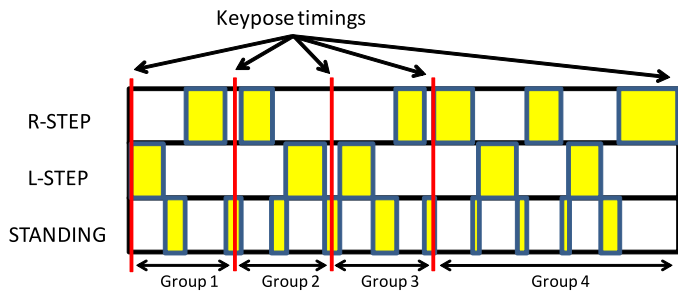 Keypose timings
R-STEP
L-STEP
STANDING
Group 1
Group 2
Group 3
Group 4